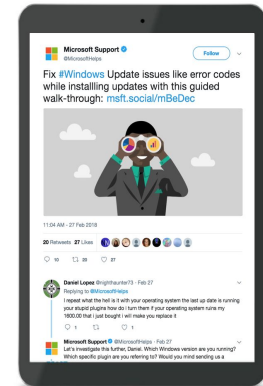 Microsoft Support
@MicrosoftHelps
Follow
Fix #Windows Update issues like error codes
while installling updates with this guided
walk-through: msft.social/mBeDec
11:04 AM - 27 Feb 2018
20 Retweets 27 Likes
10 20 27
Daniel Lopez @nighthaunter73 · Feb 27
Replying to @MicrosoftHelps
I repeat what the hell is it with your operating system the last up date is running
your stupid plugins how do i turn them if your operating system ruins my
1600,00 that i just bought i will make you replace it
1 1
Microsoft Support @MicrosoftHelps · Feb 27
Let's investigate this further, Daniel. Which Windows version are you running?
Which specific plugin are you referring to? Would you mind sending us a